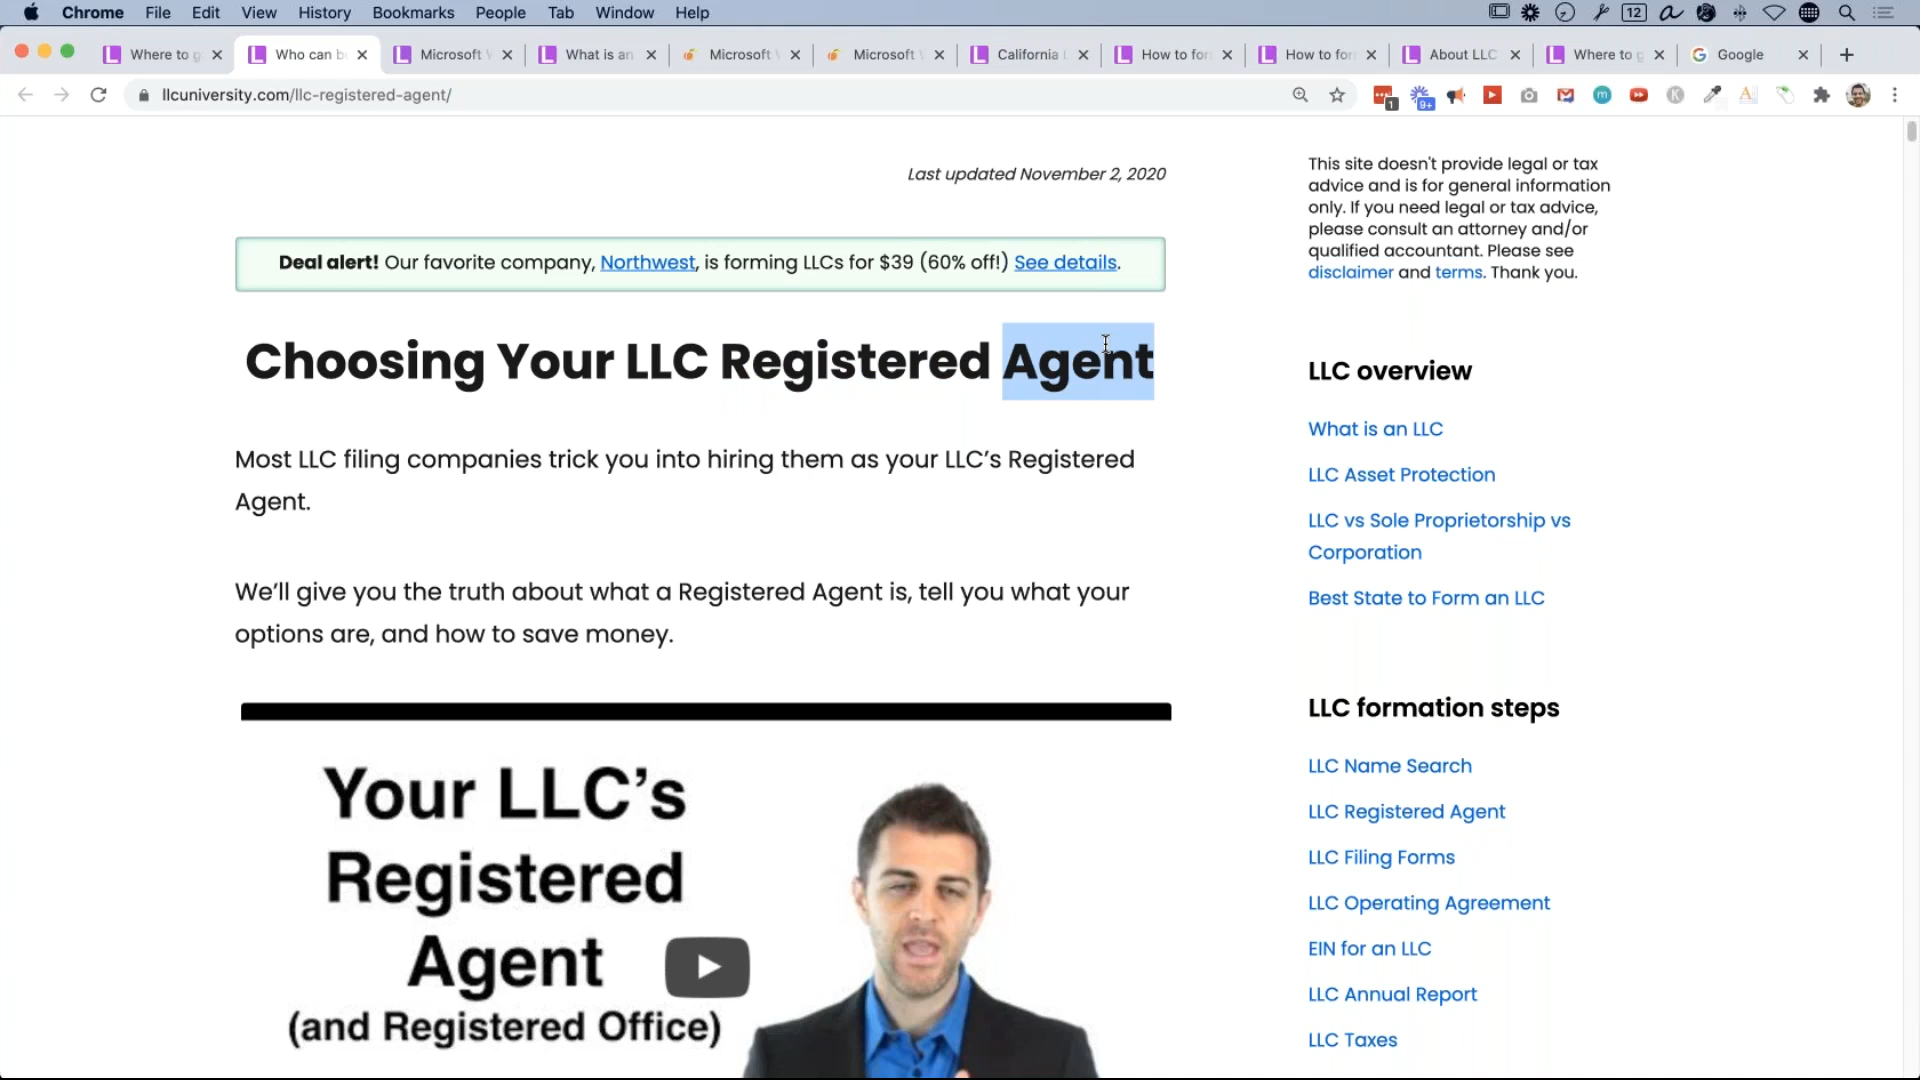 Chrome File Edit View History Bookmarks People Tab Window Help 12
Where to g Who can b Microsoft What is an Microsoft Microsoft California How to for How to for About LLC Where to g Google
llcuniversity.com/llc-registered-agent/ 1 9+ m K A
Last updated November 2, 2020
Deal alert! Our favorite company, Northwest, is forming LLCs for $39 (60% off!) See details.
Choosing Your LLC Registered Agent
Most LLC filing companies trick you into hiring them as your LLC’s Registered
Agent.
We’ll give you the truth about what a Registered Agent is, tell you what your
options are, and how to save money.
Your LLC’s
Registered
Agent
(and Registered Office)
This site doesn't provide legal or tax
advice and is for general information
only. If you need legal or tax advice,
please consult an attorney and/or
qualified accountant. Please see
disclaimer and terms. Thank you.
LLC overview
What is an LLC
LLC Asset Protection
LLC vs Sole Proprietorship vs
Corporation
Best State to Form an LLC
LLC formation steps
LLC Name Search
LLC Registered Agent
LLC Filing Forms
LLC Operating Agreement
EIN for an LLC
LLC Annual Report
LLC Taxes